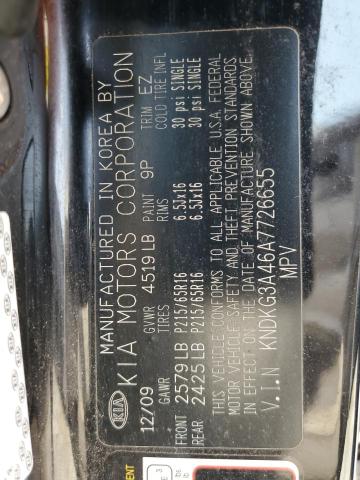 MANUFACTURED IN KOREA BY
KIA KIA MOTORS CORPORATION
12/09 GVWR 4519 LB PAINT 9P TRIM EZ
GAWR TIRES RIMS COLD TIRE INFL
FRONT 2579 LB P215/65R16 6.5Jx16 30 psi SINGLE
REAR 2425 LB P215/65R16 6.5Jx16 30 psi SINGLE
THIS VEHICLE CONFORMS TO ALL APPLICABLE U.S.A. FEDERAL
MOTOR VEHICLE SAFETY AND THEFT PREVENTION STANDARDS
IN EFFECT ON THE DATE OF MANUFACTURE SHOWN ABOVE.
V.I.N KNDKG3A46A7726655
MPV